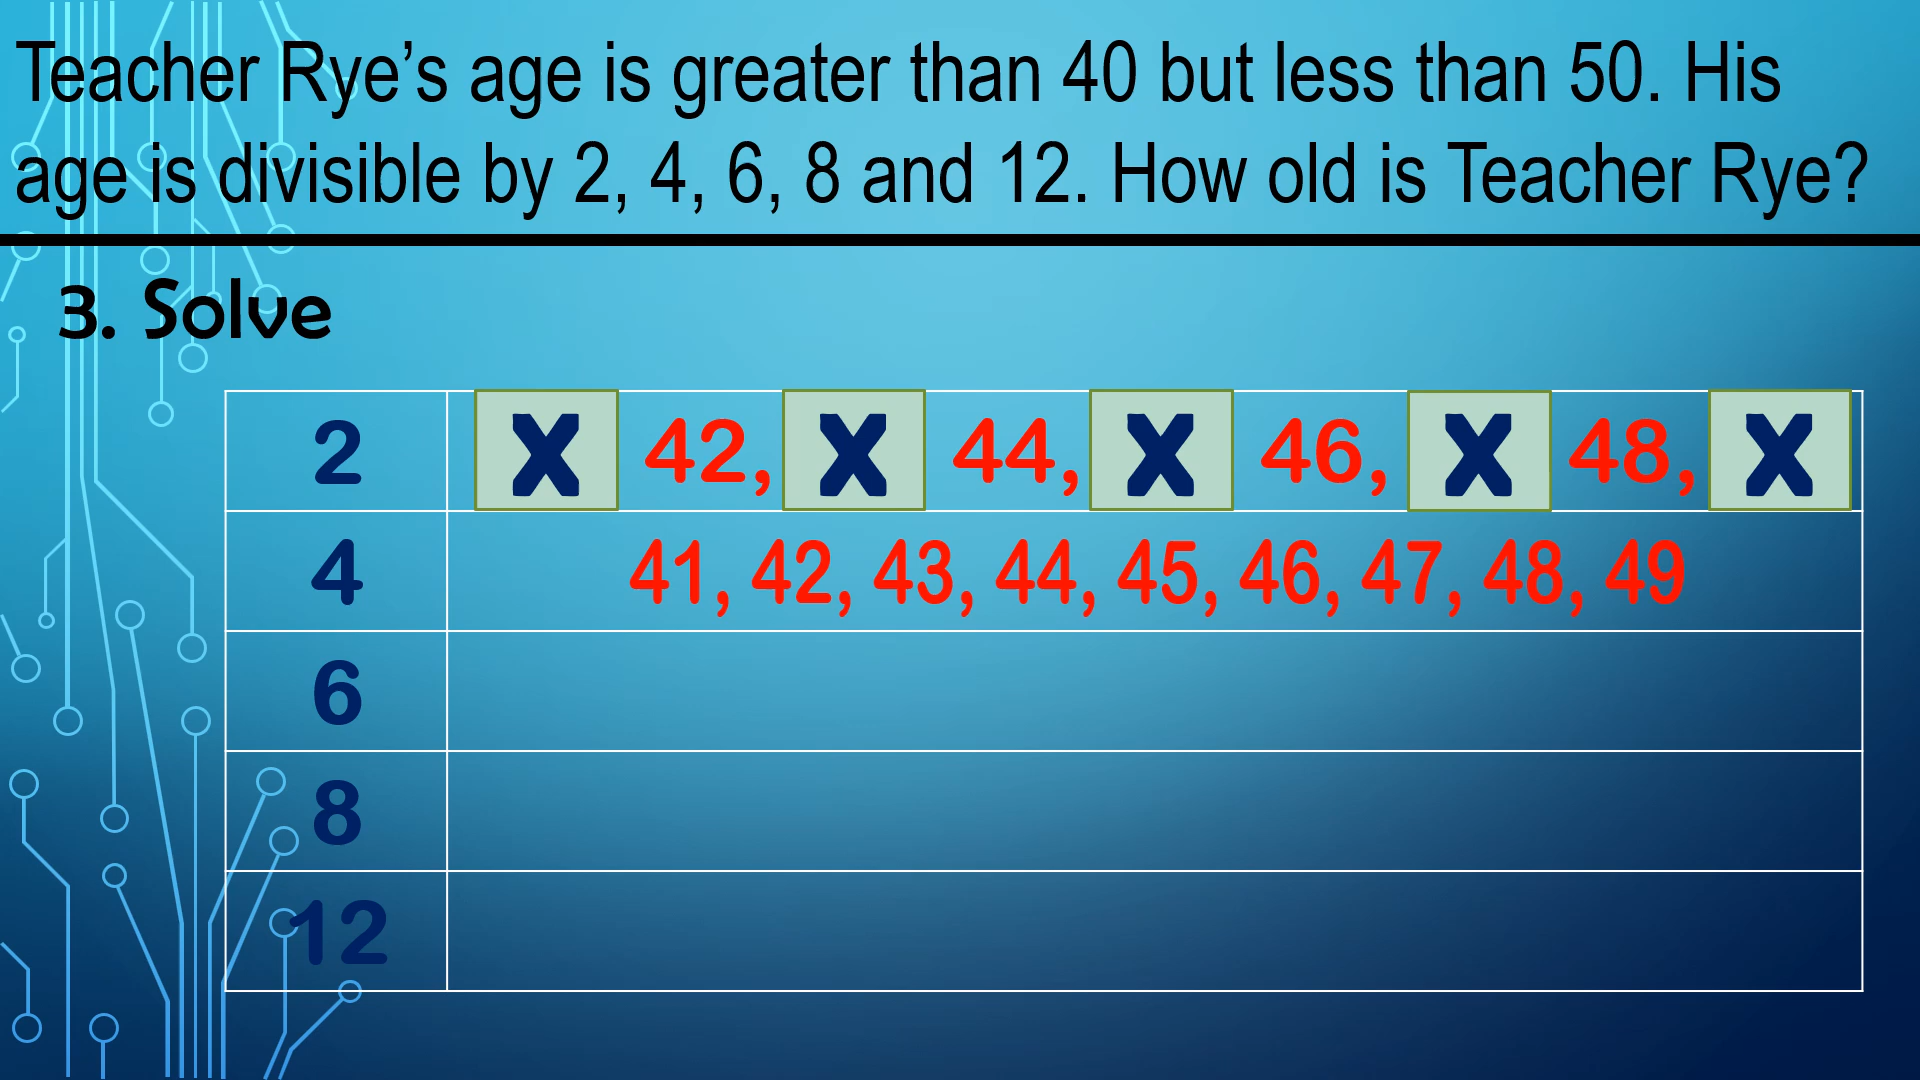 Teacher Rye’s age is greater than 40 but less than 50. His
age is divisible by 2, 4, 6, 8 and 12. How old is Teacher Rye?
3. Solve
2 X 42, X 44, X 46, X 48, X
4 41, 42, 43, 44, 45, 46, 47, 48, 49
6
8
12